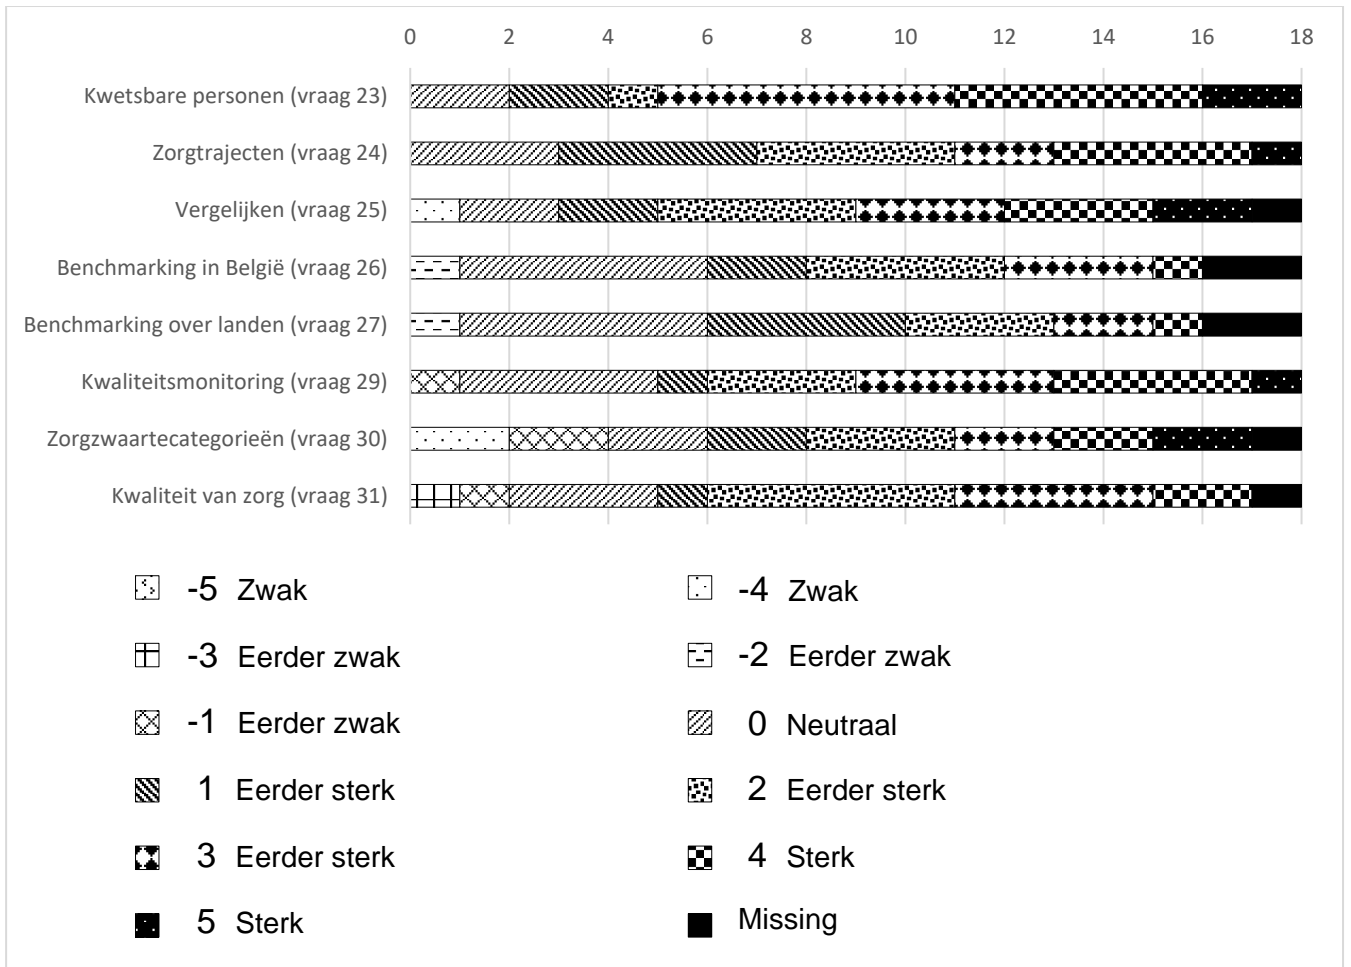 0 2 4 6 8 10 12 14 16 18
Kwetsbare personen (vraag 23)
Zorgtrajecten (vraag 24)
Vergelijken (vraag 25)
Benchmarking in België (vraag 26)
Benchmarking over landen (vraag 27)
Kwaliteitsmonitoring (vraag 29)
Zorgzwaartecategorieën (vraag 30)
Kwaliteit van zorg (vraag 31)
-5 Zwak
-4 Zwak
-3 Eerder zwak
-2 Eerder zwak
-1 Eerder zwak
0 Neutraal
1 Eerder sterk
2 Eerder sterk
3 Eerder sterk
4 Sterk
5 Sterk
Missing